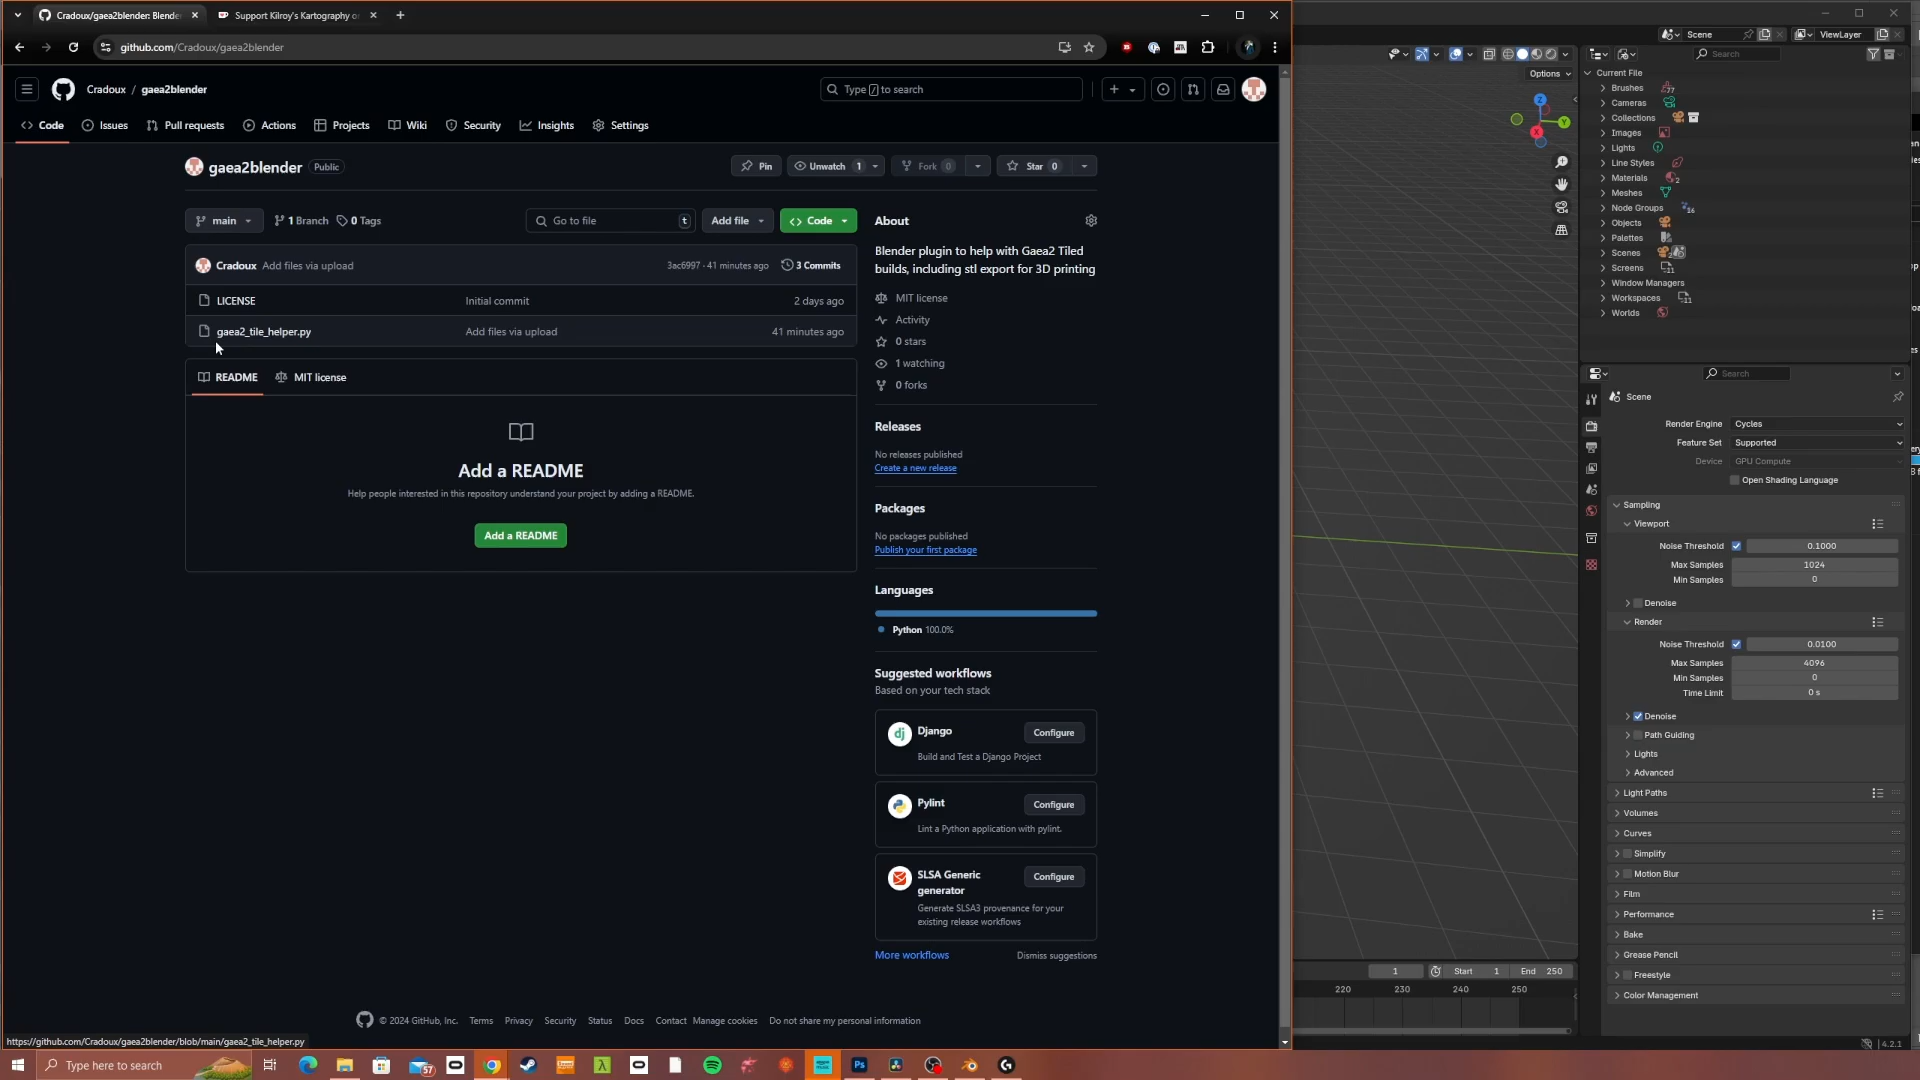 Cradoux/gaea2blender: Blende
Support Kilroy's Kartography o
github.com/Cradoux/gaea2blender
Cradoux / gaea2blender
Type / to search
Code
Issues
Pull requests
Actions
Projects
Wiki
Security
Insights
Settings
gaea2blender
Public
Pin
Unwatch 1
Fork 0
Star 0
main
1 Branch
0 Tags
Go to file
t
Add file
Code
Cradoux Add files via upload
3ac6997 · 41 minutes ago
3 Commits
LICENSE
Initial commit
2 days ago
gaea2_tile_helper.py
Add files via upload
41 minutes ago
README
MIT license
Add a README
Help people interested in this repository understand your project by adding a README.
Add a README
About
Blender plugin to help with Gaea2 Tiled
builds, including stl export for 3D printing
MIT license
Activity
0 stars
1 watching
0 forks
Releases
No releases published
Create a new release
Packages
No packages published
Publish your first package
Languages
Python 100.0%
Suggested workflows
Based on your tech stack
Django
Configure
Build and Test a Django Project
Pylint
Configure
Lint a Python application with pylint.
SLSA Generic
generator
Configure
Generate SLSA3 provenance for your
existing release workflows
More workflows
Dismiss suggestions
© 2024 GitHub, Inc.
Terms
Privacy
Security
Status
Docs
Contact
Manage cookies
Do not share my personal information
https://github.com/Cradoux/gaea2blender/blob/main/gaea2_tile_helper.py
Type here to search
57
Ps
Scene
ViewLayer
Options
Search
Z
Y
X
Current File
Brushes
Cameras
Collections
Images
Lights
Line Styles
Materials
2
Meshes
Node Groups
16
Objects
Palettes
Scenes
Screens
11
Window Managers
Workspaces
11
Worlds
Search
Scene
Render Engine Cycles
Feature Set Supported
Device GPU Compute
Open Shading Language
Sampling
Viewport
Noise Threshold 0.1000
Max Samples 1024
Min Samples 0
Denoise
Render
Noise Threshold 0.0100
Max Samples 4096
Min Samples 0
Time Limit 0 s
Denoise
Path Guiding
Lights
Advanced
Light Paths
Volumes
Curves
Simplify
Motion Blur
Film
Performance
Bake
Grease Pencil
Freestyle
Color Management
1
Start 1
End 250
220
230
240
250
4.2.1